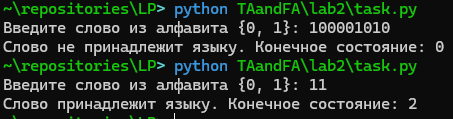 ~\repositories\LP> python TAandFA\lab2\task.py
Введите слово из алфавита {0, 1}: 100001010
Слово не принадлежит языку. Конечное состояние: 0
~\repositories\LP> python TAandFA\lab2\task.py
Введите слово из алфавита {0, 1}: 11
Слово принадлежит языку. Конечное состояние: 2